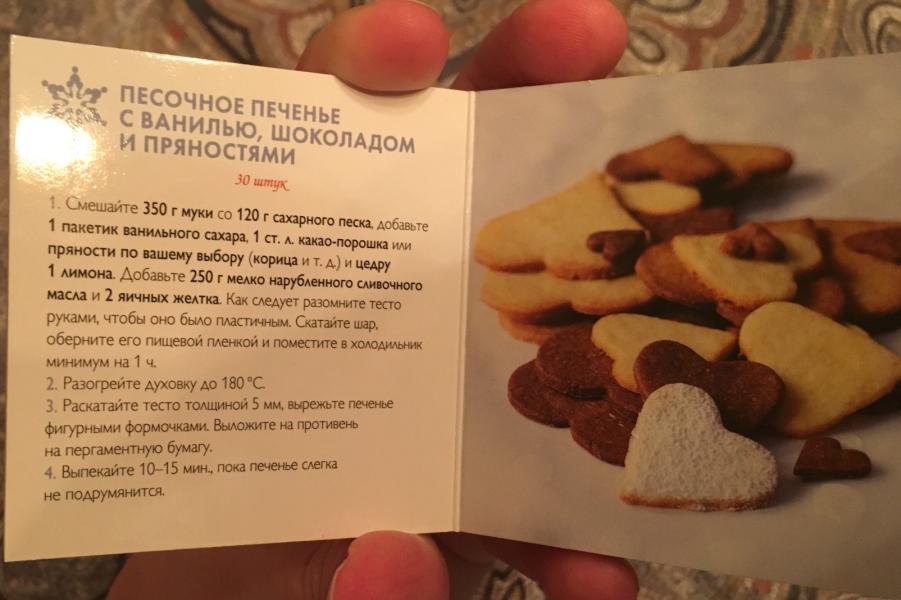 ПЕСОЧНОЕ ПЕЧЕНЬЕ
С ВАНИЛЬЮ, ШОКОЛАДОМ
И ПРЯНОСТЯМИ
30 штук
1. Смешайте 350 г муки со 120 г сахарного песка, добавьте
1 пакетик ванильного сахара, 1 ст. л. какао-порошка или
пряности по вашему выбору (корица и т. д.) и цедру
1 лимона. Добавьте 250 г мелко нарубленного сливочного
масла и 2 яичных желтка. Как следует разомните тесто
руками, чтобы оно было пластичным. Скатайте шар,
оберните его пищевой пленкой и поместите в холодильник
минимум на 1 ч.
2. Разогрейте духовку до 180 °C.
3. Раскатайте тесто толщиной 5 мм, вырежьте печенье
фигурными формочками. Выложите на противень
на пергаментную бумагу.
4. Выпекайте 10–15 мин., пока печенье слегка
не подрумянится.